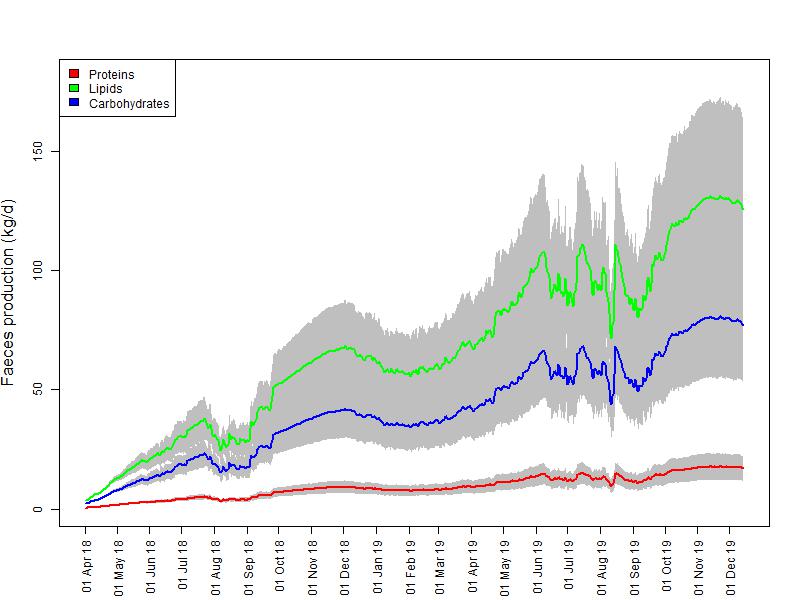 Proteins
Lipids
Carbohydrates
Faeces production (kg/d)
150
100
50
0
01 Apr 18
01 May 18
01 Jun 18
01 Jul 18
01 Aug 18
01 Sep 18
01 Oct 18
01 Nov 18
01 Dec 18
01 Jan 19
01 Feb 19
01 Mar 19
01 Apr 19
01 May 19
01 Jun 19
01 Jul 19
01 Aug 19
01 Sep 19
01 Oct 19
01 Nov 19
01 Dec 19